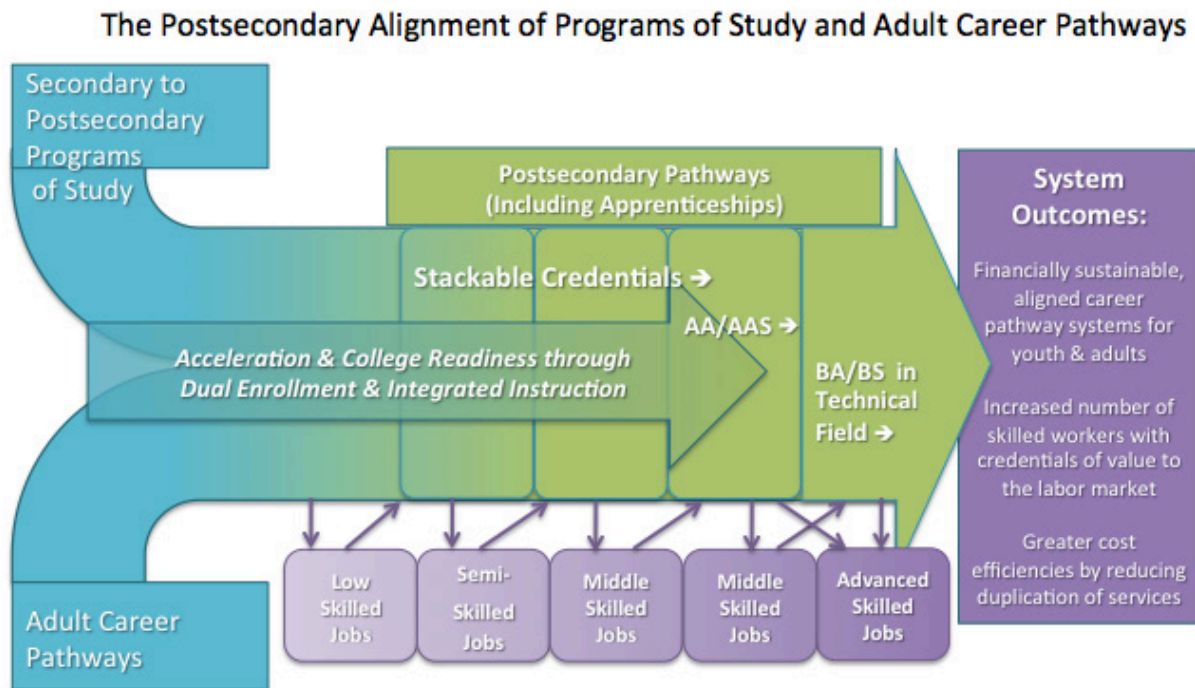 The Postsecondary Alignment of Programs of Study and Adult Career Pathways
Secondary to
Postsecondary
Programs
of Study
Postsecondary Pathways
(Including Apprenticeships)
Stackable Credentials ➔
AA/AAS ➔
Acceleration & College Readiness through
Dual Enrollment & Integrated Instruction
BA/BS in
Technical
Field ➔
System
Outcomes:
Financially sustainable,
aligned career
pathway systems for
youth & adults
Increased number of
skilled workers with
credentials of value to
the labor market
Greater cost
efficiencies by reducing
duplication of services
Adult Career
Pathways
Low
Skilled
Jobs
Semi-
Skilled
Jobs
Middle
Skilled
Jobs
Middle
Skilled
Jobs
Advanced
Skilled
Jobs